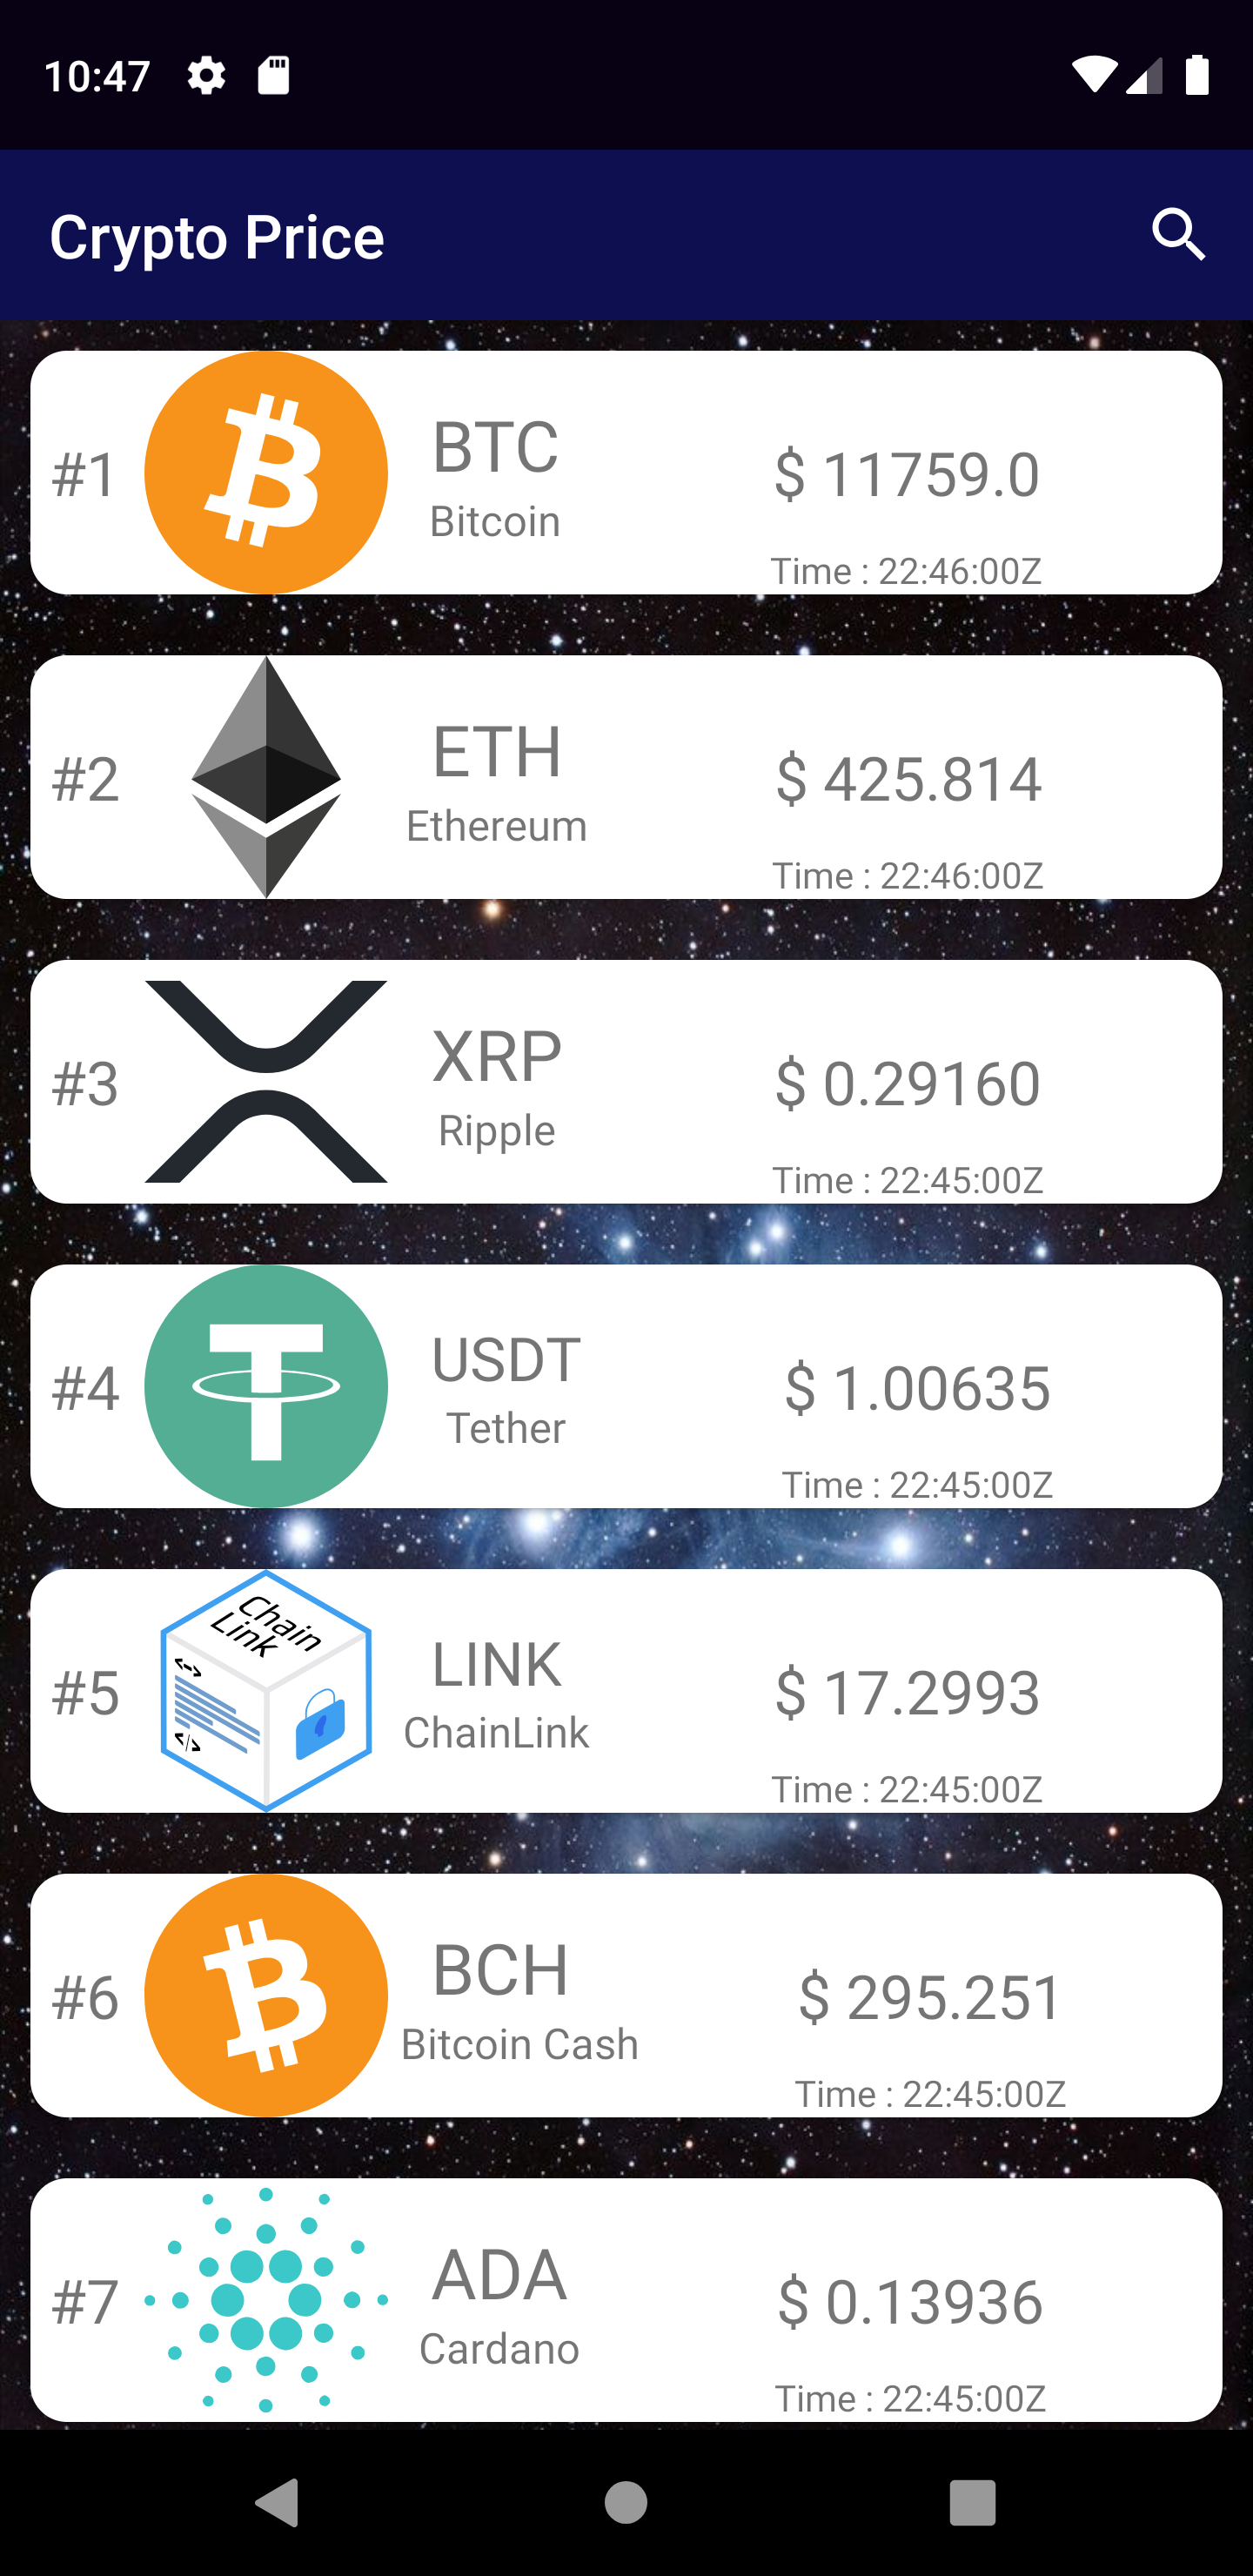 10:47
Crypto Price
#1
BTC
Bitcoin
$ 11759.0
Time : 22:46:00Z
#2
ETH
Ethereum
$ 425.814
Time : 22:46:00Z
#3
XRP
Ripple
$ 0.29160
Time : 22:45:00Z
#4
USDT
Tether
$ 1.00635
Time : 22:45:00Z
#5
Chain
Link
<->
</>
LINK
ChainLink
$ 17.2993
Time : 22:45:00Z
#6
BCH
Bitcoin Cash
$ 295.251
Time : 22:45:00Z
#7
ADA
Cardano
$ 0.13936
Time : 22:45:00Z